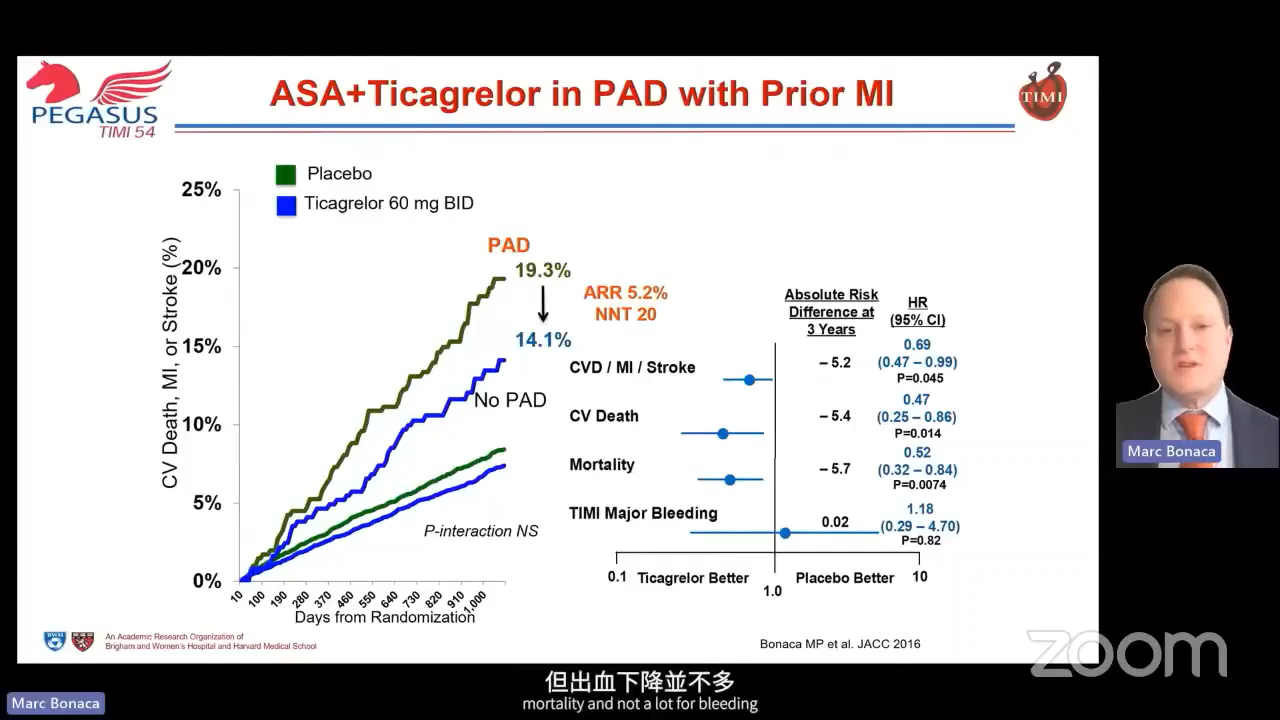 PEGASUS
TIMI 54
ASA+Ticagrelor in PAD with Prior MI
TIMI
Placebo
Ticagrelor 60 mg BID
CV Death, MI, or Stroke (%)
25%
20%
15%
10%
5%
0%
PAD
19.3%
14.1%
ARR 5.2%
NNT 20
No PAD
P-interaction NS
10
100
190
280
370
460
550
640
730
820
910
1,000
Days from Randomization
Absolute Risk
Difference at
3 Years
HR
(95% CI)
CVD / MI / Stroke
– 5.2
0.69
(0.47 – 0.99)
P=0.045
CV Death
– 5.4
0.47
(0.25 – 0.86)
P=0.014
Mortality
– 5.7
0.52
(0.32 – 0.84)
P=0.0074
TIMI Major Bleeding
0.02
1.18
(0.29 – 4.70)
P=0.82
0.1
Ticagrelor Better
1.0
Placebo Better
10
BWH
An Academic Research Organization of
Brigham and Women's Hospital and Harvard Medical School
Bonaca MP et al. JACC 2016
Marc Bonaca
zoom
但出血下降並不多
mortality and not a lot for bleeding
Marc Bonaca